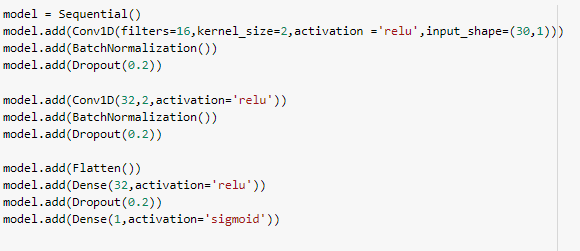 model = Sequential()
model.add(Conv1D(filters=16,kernel_size=2,activation ='relu',input_shape=(30,1)))
model.add(BatchNormalization())
model.add(Dropout(0.2))
model.add(Conv1D(32,2,activation='relu'))
model.add(BatchNormalization())
model.add(Dropout(0.2))
model.add(Flatten())
model.add(Dense(32,activation='relu'))
model.add(Dropout(0.2))
model.add(Dense(1,activation='sigmoid'))